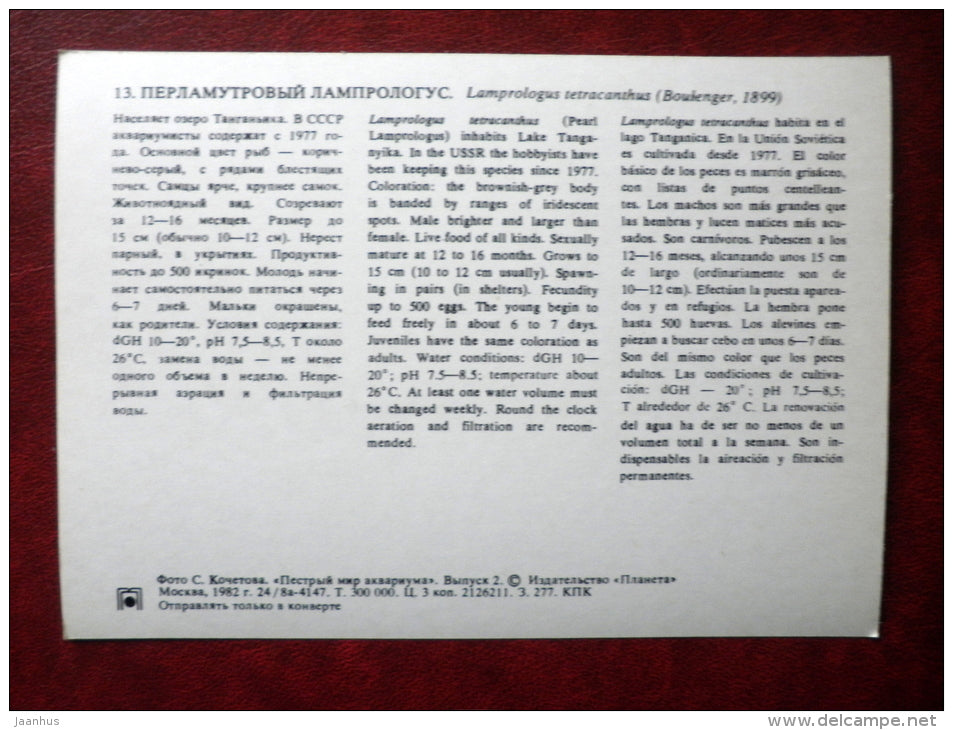 13. ПЕРЛАМУТРОВЫЙ ЛАМПРОЛОГУС. Lamprologus tetracanthus (Boulenger, 1899)
Населяет озеро Танганьика. В СССР
аквариумисты содержат с 1977 го-
да. Основной цвет рыб — корич-
нево-серый, с рядами блестящих
точек. Самцы ярче, крупнее самок.
Животноядный вид. Созревают
за 12—16 месяцев. Размер до
15 см (обычно 10—12 см). Нерест
парный, в укрытиях. Продуктив-
ность до 500 икринок. Молодь начи-
нает самостоятельно питаться через
6—7 дней. Мальки окрашены,
как родители. Условия содержания:
dGH 10—20°, pH 7,5—8,5, T около
26°C, замена воды — не менее
одного объема в неделю. Непре-
рывная аэрация и фильтрация
воды.
Lamprologus tetracanthus (Pearl
Lamprologus) inhabits Lake Tanga-
nyika. In the USSR the hobbyists have
been keeping this species since 1977.
Coloration: the brownish-grey body
is banded by ranges of iridescent
spots. Male brighter and larger than
female. Live food of all kinds. Sexually
mature at 12 to 16 months. Grows to
15 cm (10 to 12 cm usually). Spawn-
ing in pairs (in shelters). Fecundity
up to 500 eggs. The young begin to
feed freely in about 6 to 7 days.
Juveniles have the same coloration as
adults. Water conditions: dGH 10—
20°; pH 7.5—8.5; temperature about
26°C. At least one water volume must
be changed weekly. Round the clock
aeration and filtration are recom-
mended.
Lamprologus tetracanthus habita en el
lago Tanganica. En la Unión Soviética
es cultivada desde 1977. El color
básico de los peces es marrón grisáceo,
con listas de puntos centellean-
tes. Los machos son más grandes que
las hembras y lucen matices más acu-
sados. Son carnívoros. Pubescen a los
12—16 meses, alcanzando unos 15 cm
de largo (ordinariamente son de
10—12 cm). Efectúan la puesta aparea-
dos y en refugios. La hembra pone
hasta 500 huevas. Los alevines em-
piezan a buscar cebo en unos 6—7 días.
Son del mismo color que los peces
adultos. Las condiciones de cultiva-
ción: dGH — 20°; pH 7,5—8,5;
T alrededor de 26° C. La renovación
del agua ha de ser no menos de un
volumen total a la semana. Son in-
dispensables la aireación y filtración
permanentes.
Фото С. Кочетова. «Пестрый мир аквариума». Выпуск 2. © Издательство «Планета»
Москва, 1982 г. 24/8а-4147. Т. 300 000. Ц. 3 коп. 2126211. З. 277. КПК
Отправлять только в конверте
jaanhus
delcampe.net